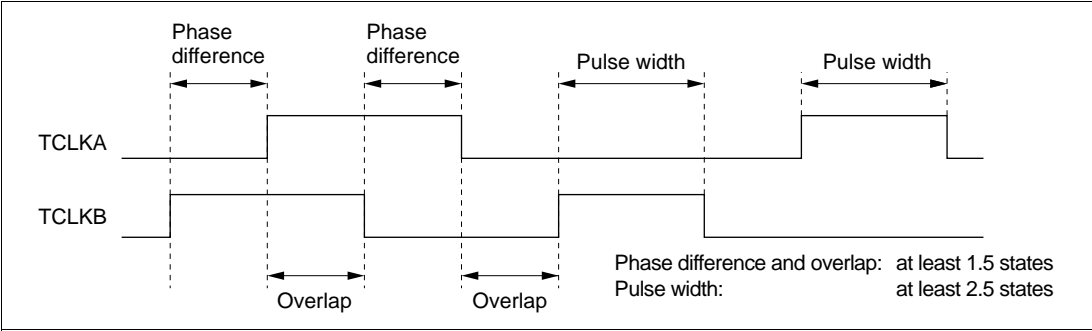 Phase
difference
Phase
difference
Pulse width
Pulse width
TCLKA
TCLKB
Overlap
Overlap
Phase difference and overlap: at least 1.5 states
Pulse width: at least 2.5 states